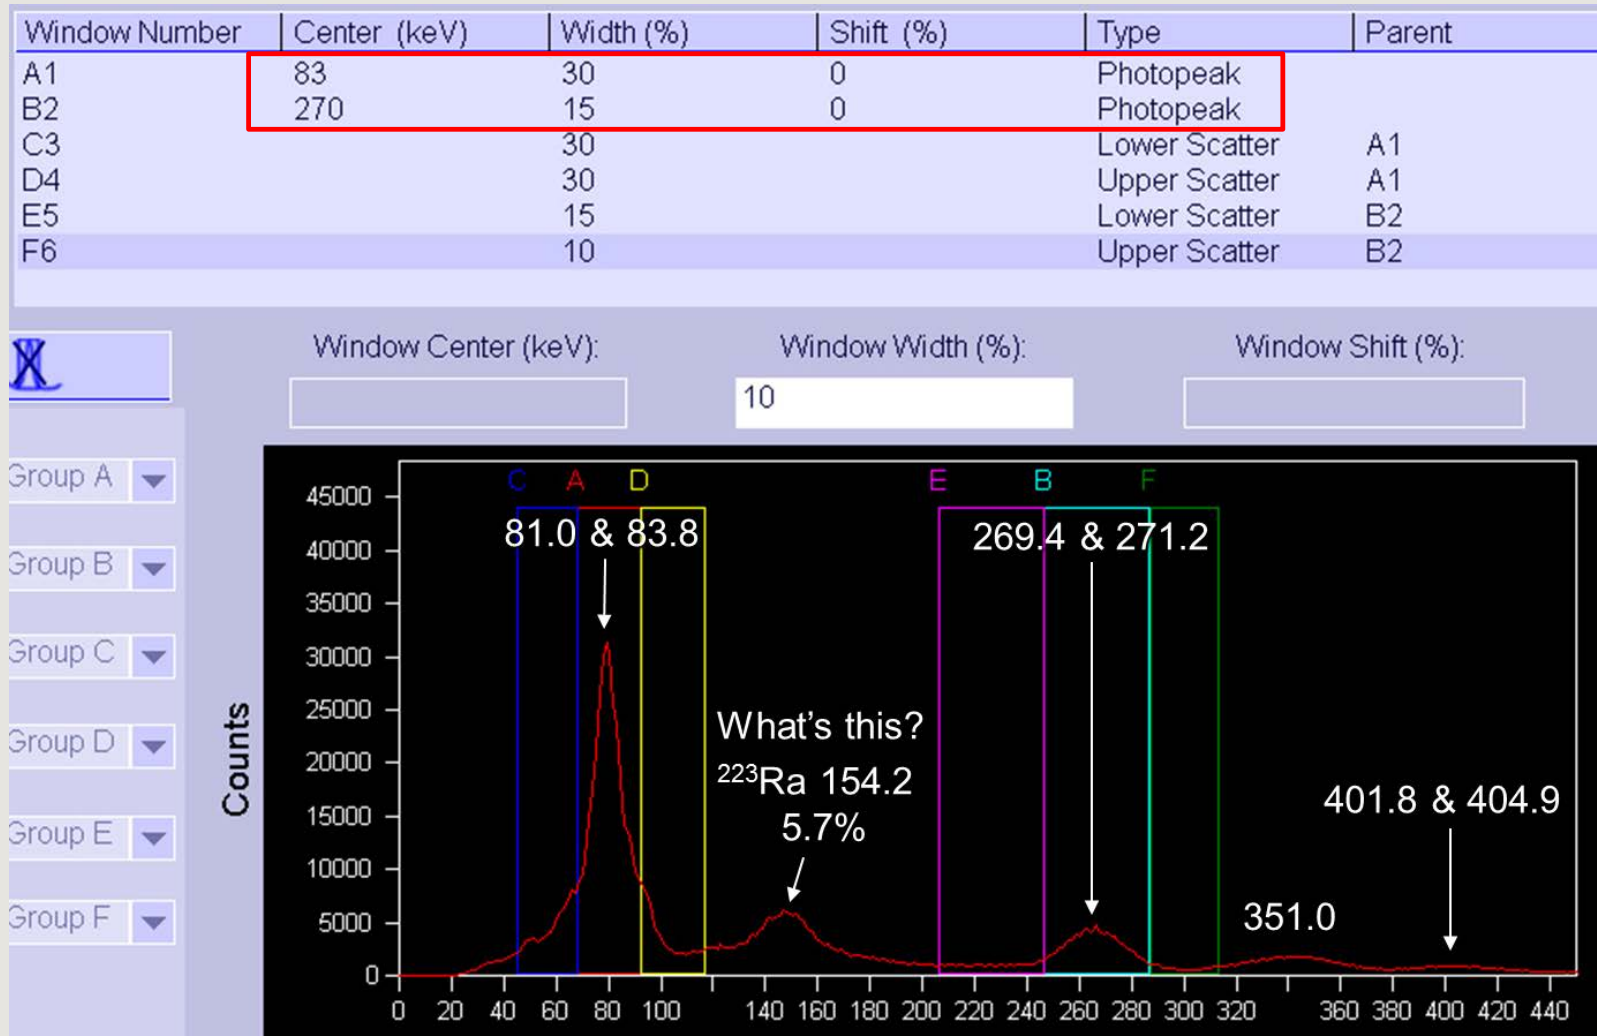 Window Number Center (keV) Width (%) Shift (%) Type Parent
A1 83 30 0 Photopeak
B2 270 15 0 Photopeak
C3 30 Lower Scatter A1
D4 30 Upper Scatter A1
E5 15 Lower Scatter B2
F6 10 Upper Scatter B2
Window Center (keV): Window Width (%): Window Shift (%):
10
Group A
Group B
Group C
Group D
Group E
Group F
Counts
C A D E B F
45000
40000
35000
30000
25000
20000
15000
10000
5000
0
81.0 & 83.8
269.4 & 271.2
What's this?
²²³Ra 154.2
5.7%
401.8 & 404.9
351.0
0 20 40 60 80 100 140 160 180 200 220 240 260 280 300 320 360 380 400 420 440